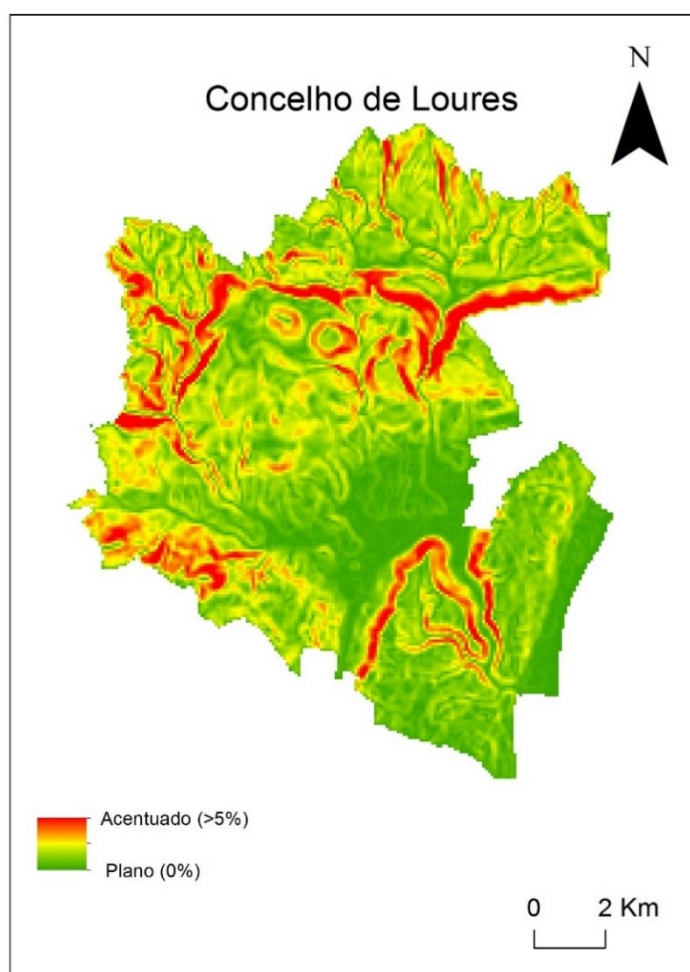 N
Concelho de Loures
Acentuado (>5%)
Plano (0%)
0 2 Km